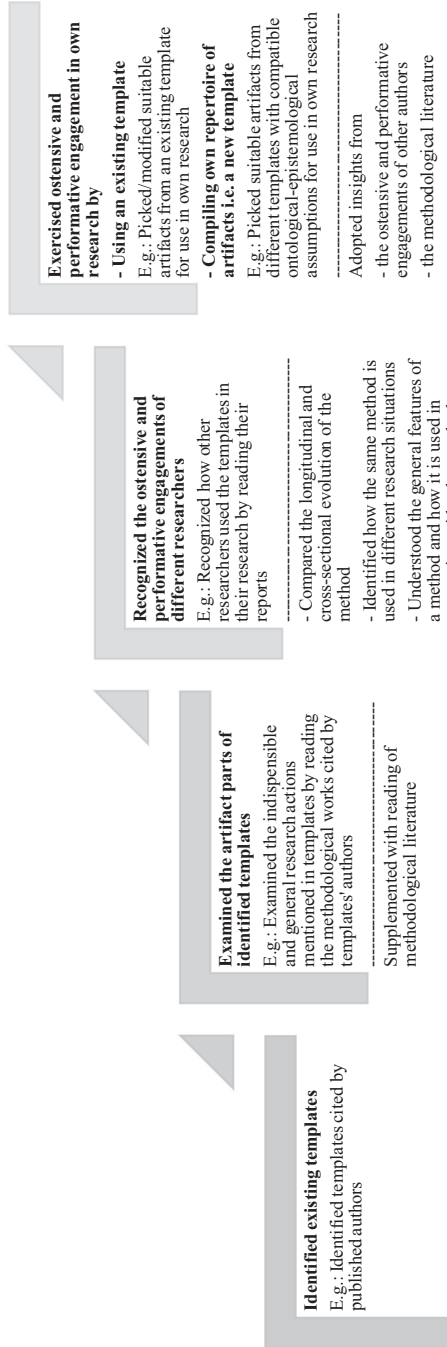 Identified existing templates
E.g.: Identified templates cited by
published authors
Examined the artifact parts of
identified templates
E.g.: Examined the indispensible
and general research actions
mentioned in templates by reading
the methodological works cited by
templates' authors
Supplemented with reading of
methodological literature
Recognized the ostensive and
performative engagements of
different researchers
E.g.: Recognized how other
researchers used the templates in
their research by reading their
reports
- Compared the longitudinal and
cross-sectional evolution of the
method
- Identified how the same method is
used in different research situations
- Understood the general features of
a method and how it is used in
Exercised ostensive and
performative engagement in own
research by
- Using an existing template
E.g.: Picked/modified suitable
artifacts from an existing template
for use in own research
- Compiling own repertoire of
artifacts i.e. a new template
E.g.: Picked suitable artifacts from
different templates with compatible
ontological-epistemological
assumptions for use in own research
Adopted insights from
- the ostensive and performative
engagements of other authors
- the methodological literature